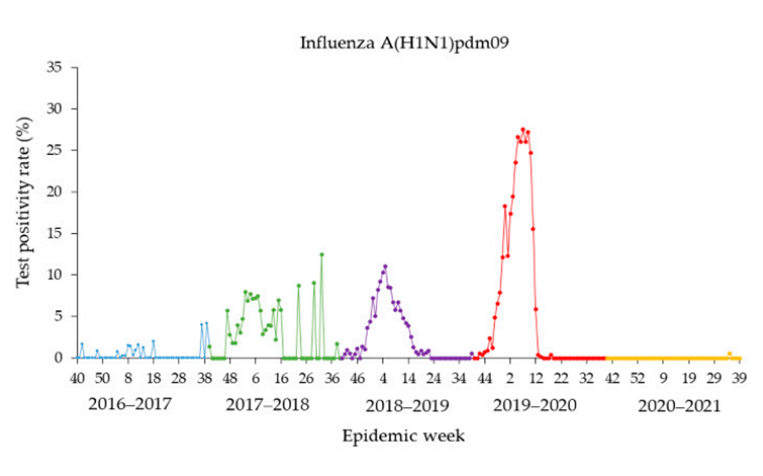 Influenza A(H1N1)pdm09
35
30
25
20
15
10
5
0
Test positivity rate (%)
40 50 8 18 28 38 48 6 16 26 36 46 4 14 24 34 44 2 12 22 32 42 52 9 19 29 39
2016–2017 2017–2018 2018–2019 2019–2020 2020–2021
Epidemic week